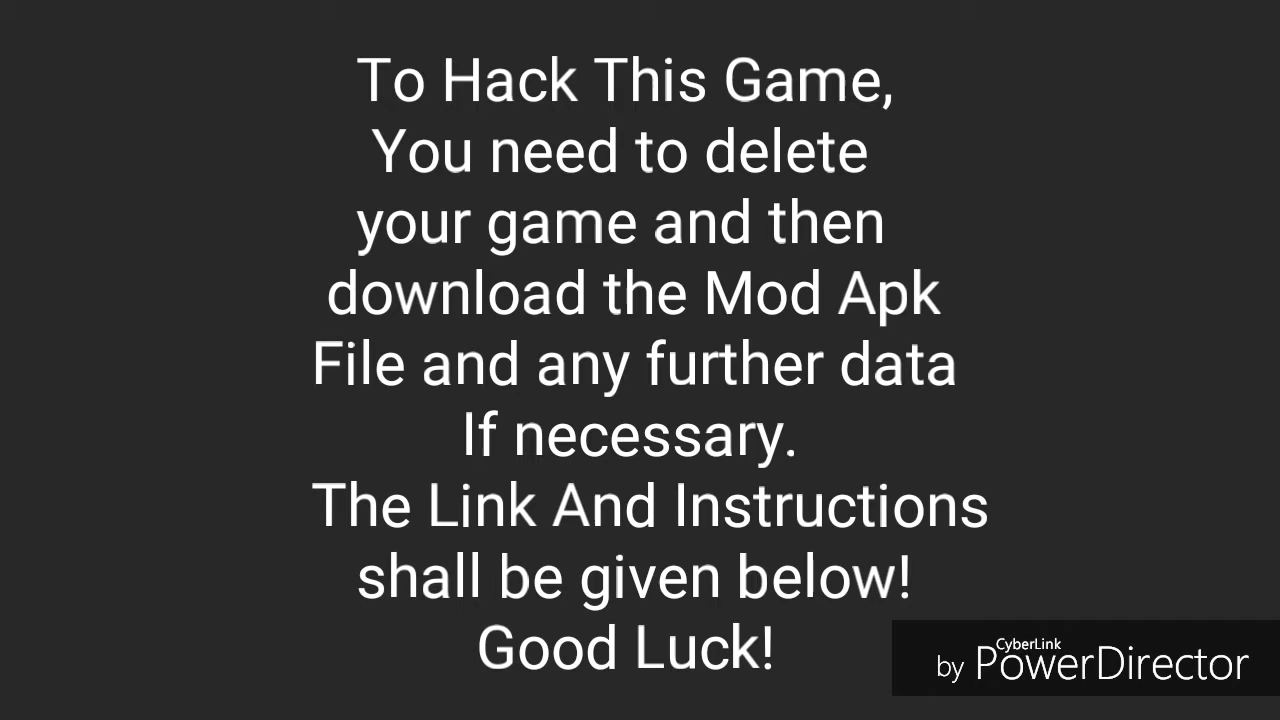 To Hack This Game,
You need to delete
your game and then
download the Mod Apk
File and any further data
If necessary.
The Link And Instructions
shall be given below!
Good Luck!
CyberLink
by PowerDirector